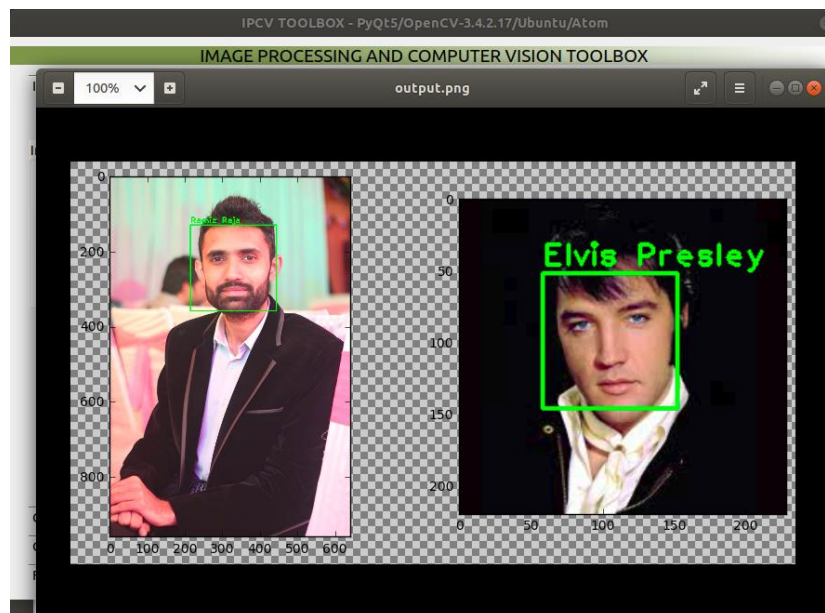 IPCV TOOLBOX - PyQt5/OpenCV-3.4.2.17/Ubuntu/Atom
IMAGE PROCESSING AND COMPUTER VISION TOOLBOX
100%
output.png
0
200
400
600
800
0 100 200 300 400 500 600
Ramiz Raja
0
50
100
150
200
0 50 100 150 200
Elvis Presley